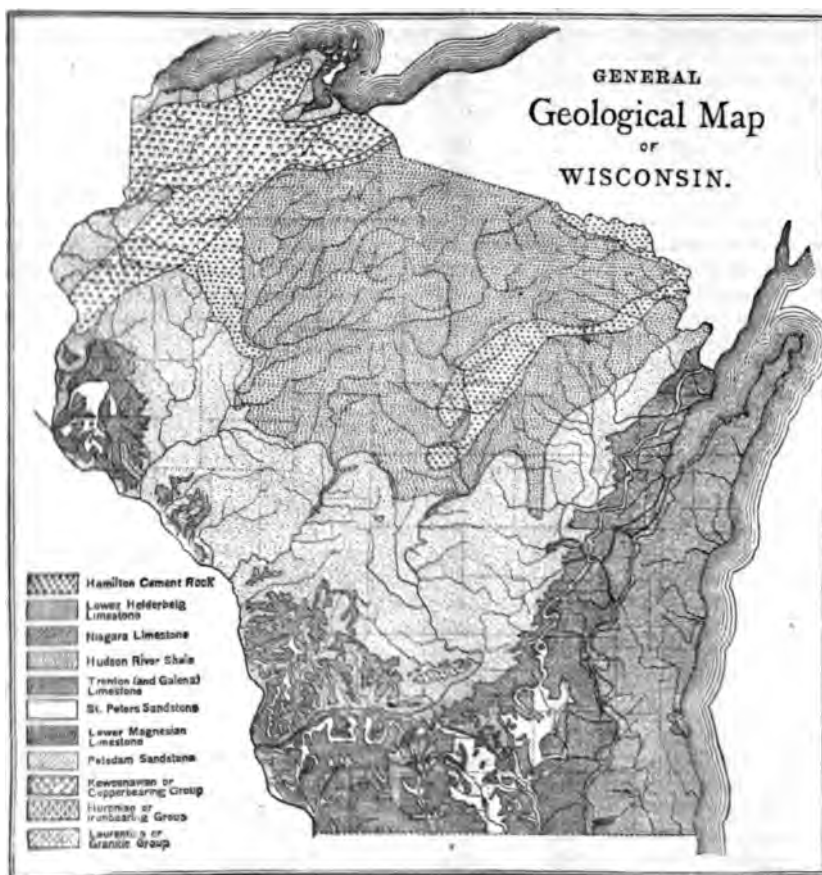 GENERAL
Geological Map
OF
WISCONSIN.
Hamilton Cement Rock
Lower Helderberg
Limestone
Niagara Limestone
Hudson River Shale
Trenton (and Galena)
Limestone
St. Peters Sandstone
Lower Magnesian
Limestone
Potsdam Sandstone
Keweenawan or
Copperbearing Group
Huronian or
Ironbearing Group
Laurentian or
Granitic Group